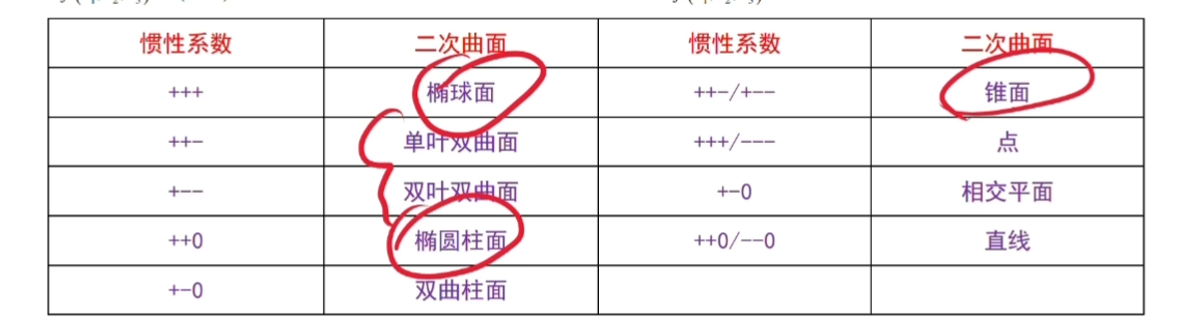 惯性系数 二次曲面 惯性系数 二次曲面
+++ 椭球面 ++-/+-- 锥面
++- 单叶双曲面 +++/--- 点
+-- 双叶双曲面 +-0 相交平面
++0 椭圆柱面 ++0/--0 直线
+-0 双曲柱面